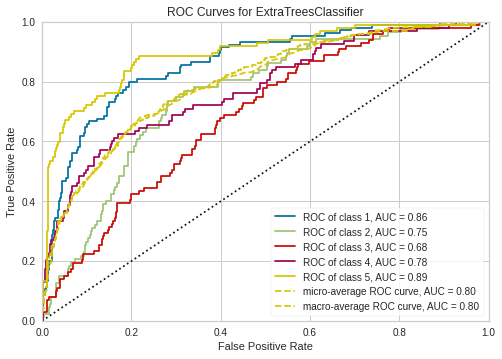 ROC Curves for ExtraTreesClassifier
True Positive Rate
1.0
0.8
0.6
0.4
0.2
0.0
ROC of class 1, AUC = 0.86
ROC of class 2, AUC = 0.75
ROC of class 3, AUC = 0.68
ROC of class 4, AUC = 0.78
ROC of class 5, AUC = 0.89
micro-average ROC curve, AUC = 0.80
macro-average ROC curve, AUC = 0.80
0.0 0.2 0.4 0.6 0.8 1.0
False Positive Rate